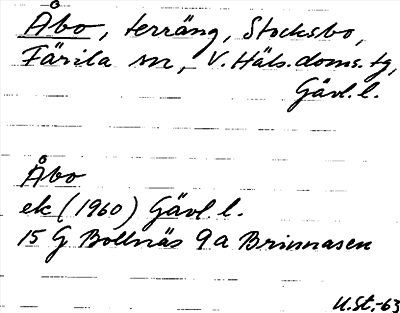 Åbo, terräng, Stocksbo,
Färila sn, V. Häls. doms. tg,
Gävl. l.
Åbo
ek (1960) Gävl. l.
15 G Bollnäs 9a Brinnasen
U.St.-63